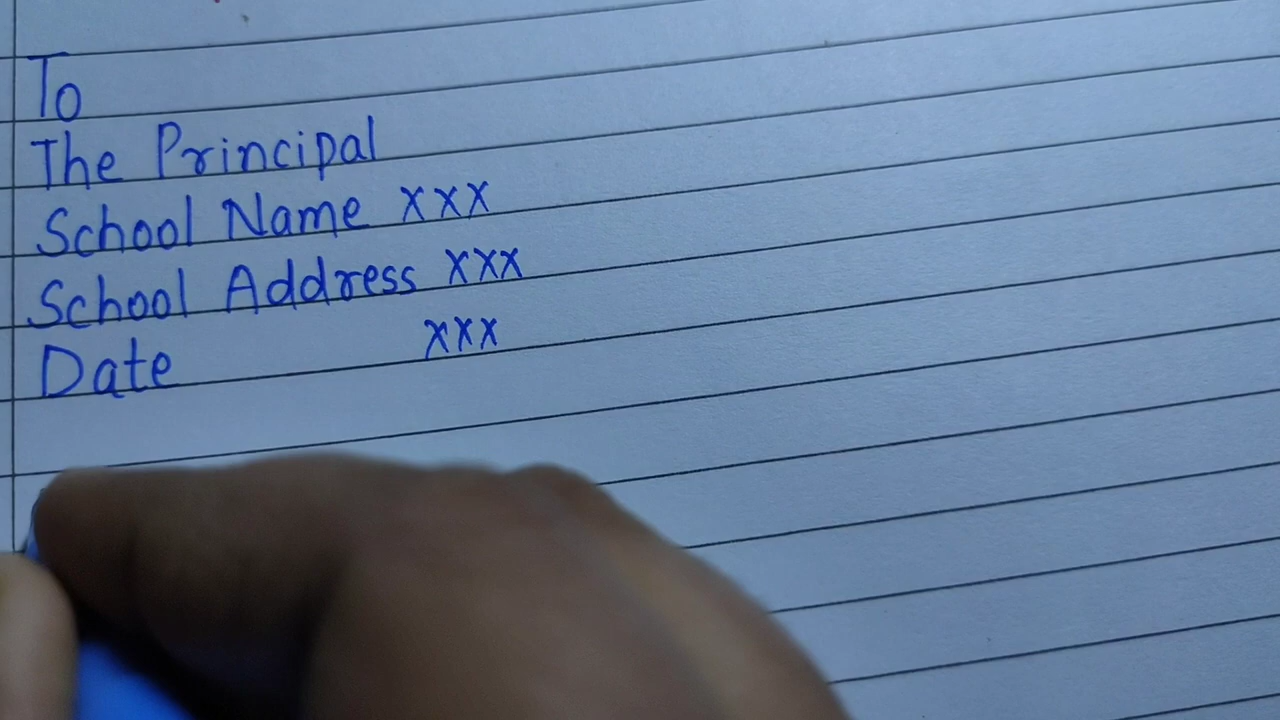 To
The Principal
School Name xxx
School Address xxx
Date xxx